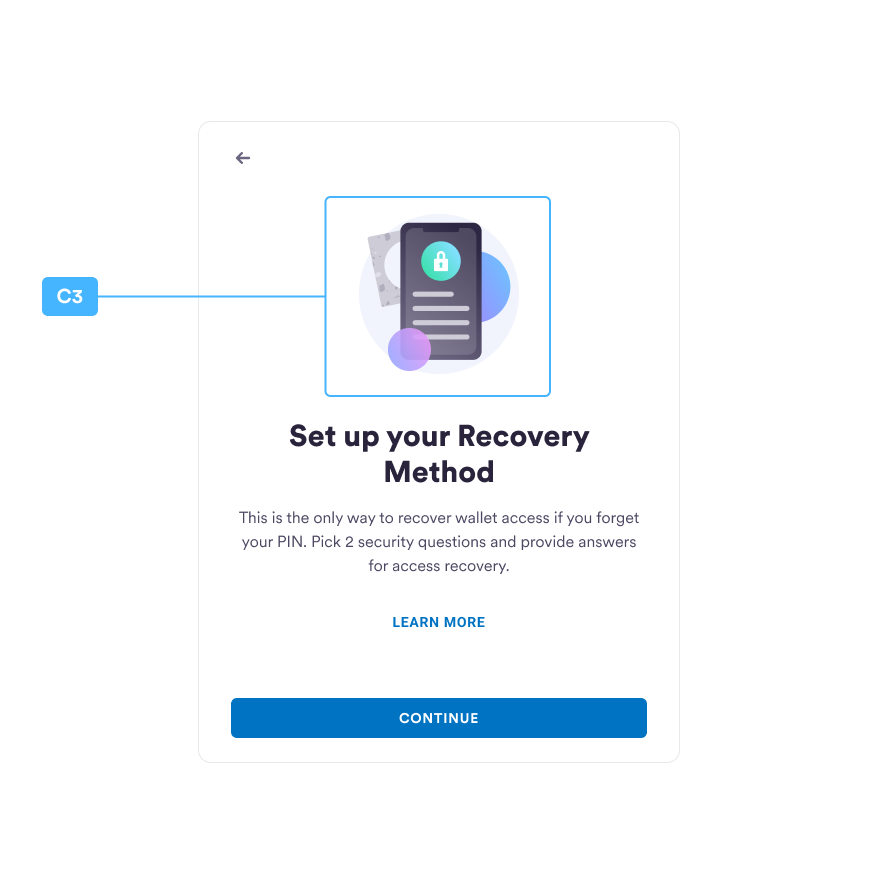 C3
Set up your Recovery
Method
This is the only way to recover wallet access if you forget
your PIN. Pick 2 security questions and provide answers
for access recovery.
LEARN MORE
CONTINUE